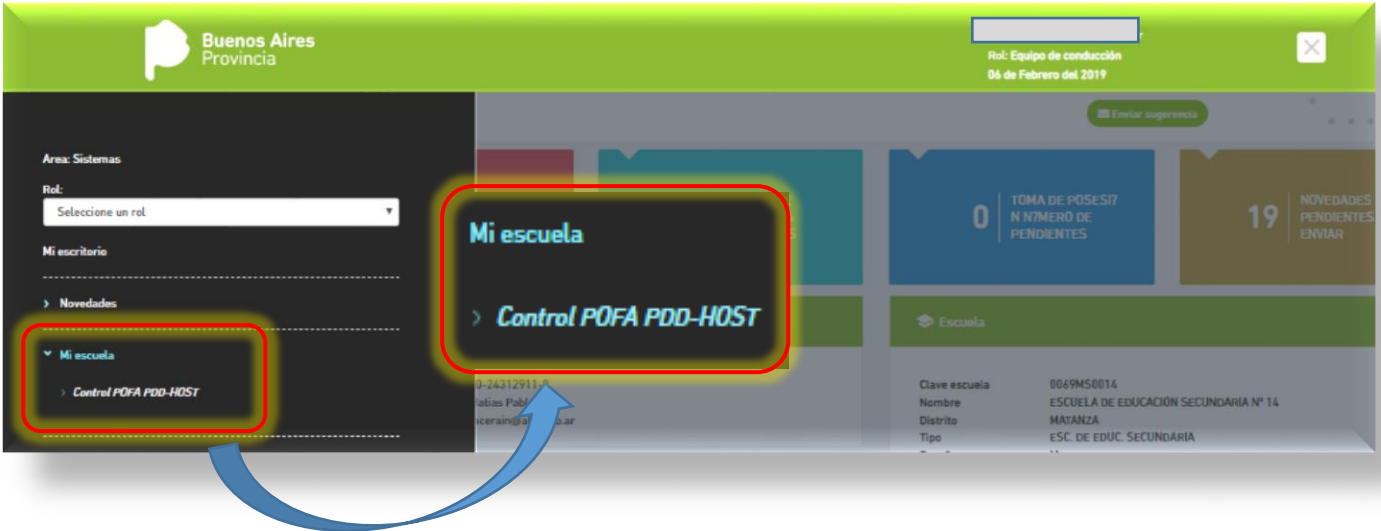 Buenos Aires
Provincia
Rol: Equipo de conducción
06 de Febrero del 2019
Enviar sugerencia
Area: Sistemas
Rol:
Seleccione un rol
Mi escritorio
Novedades
Mi escuela
Control POFA PDD-HOST
Mi escuela
Control POFA PDD-HOST
0
TOMA DE POSESI?
N N?MERO DE
PENDIENTES
19
NOVEDADES
PENDIENTES
ENVIAR
Escuela
Clave escuela 0069MS0014
Nombre ESCUELA DE EDUCACIÓN SECUNDARIA Nº 14
Distrito MATANZA
Tipo ESC. DE EDUC. SECUNDARIA